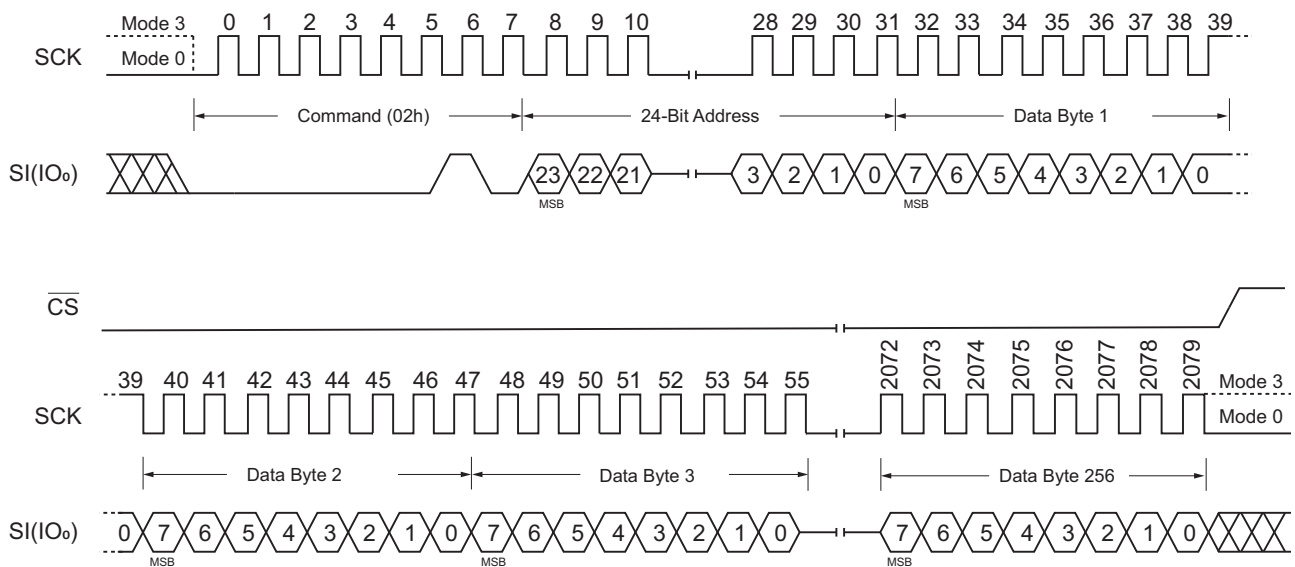 Mode 3
0 1 2 3 4 5 6 7 8 9 10 28 29 30 31 32 33 34 35 36 37 38 39
SCK
Mode 0
Command (02h) 24-Bit Address Data Byte 1
SI(IO₀)
23 22 21 3 2 1 0 7 6 5 4 3 2 1 0
MSB MSB
CS
2072 2073 2074 2075 2076 2077 2078 2079
39 40 41 42 43 44 45 46 47 48 49 50 51 52 53 54 55
Mode 3
SCK
Mode 0
Data Byte 2 Data Byte 3 Data Byte 256
SI(IO₀)
0 7 6 5 4 3 2 1 0 7 6 5 4 3 2 1 0 7 6 5 4 3 2 1 0
MSB MSB MSB